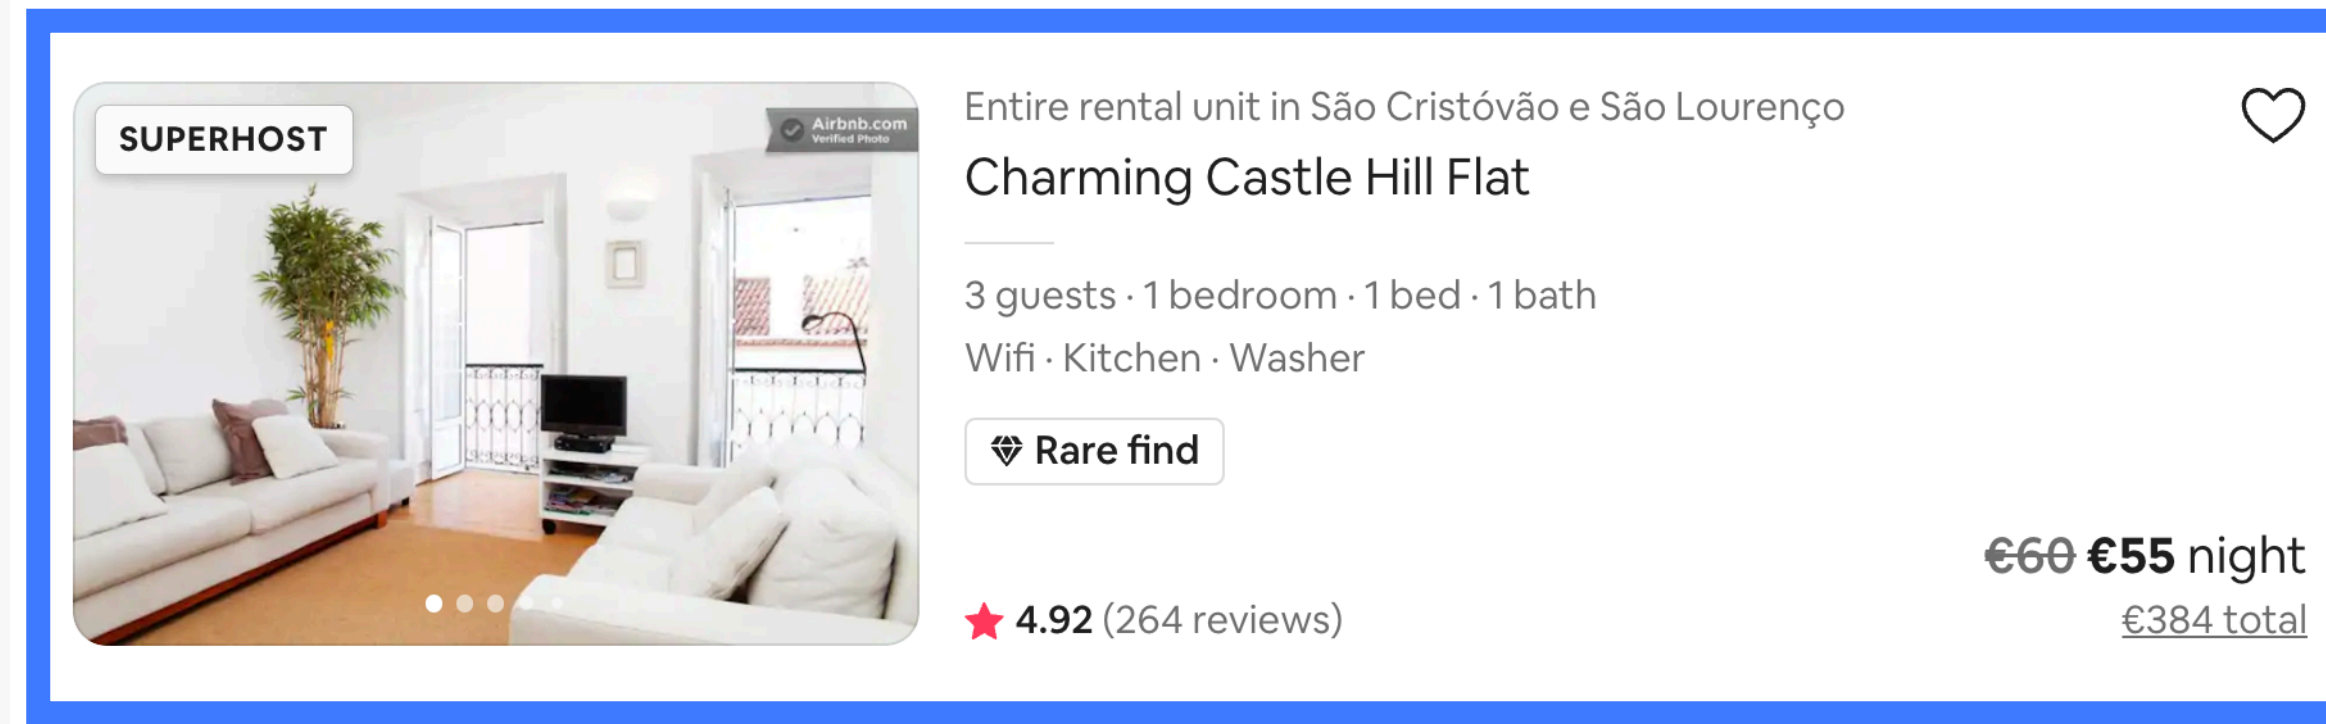 SUPERHOST
Airbnb.com
Verified Photo
Entire rental unit in São Cristóvão e São Lourenço
Charming Castle Hill Flat
3 guests · 1 bedroom · 1 bed · 1 bath
Wifi · Kitchen · Washer
Rare find
€60 €55 night
4.92 (264 reviews)
€384 total